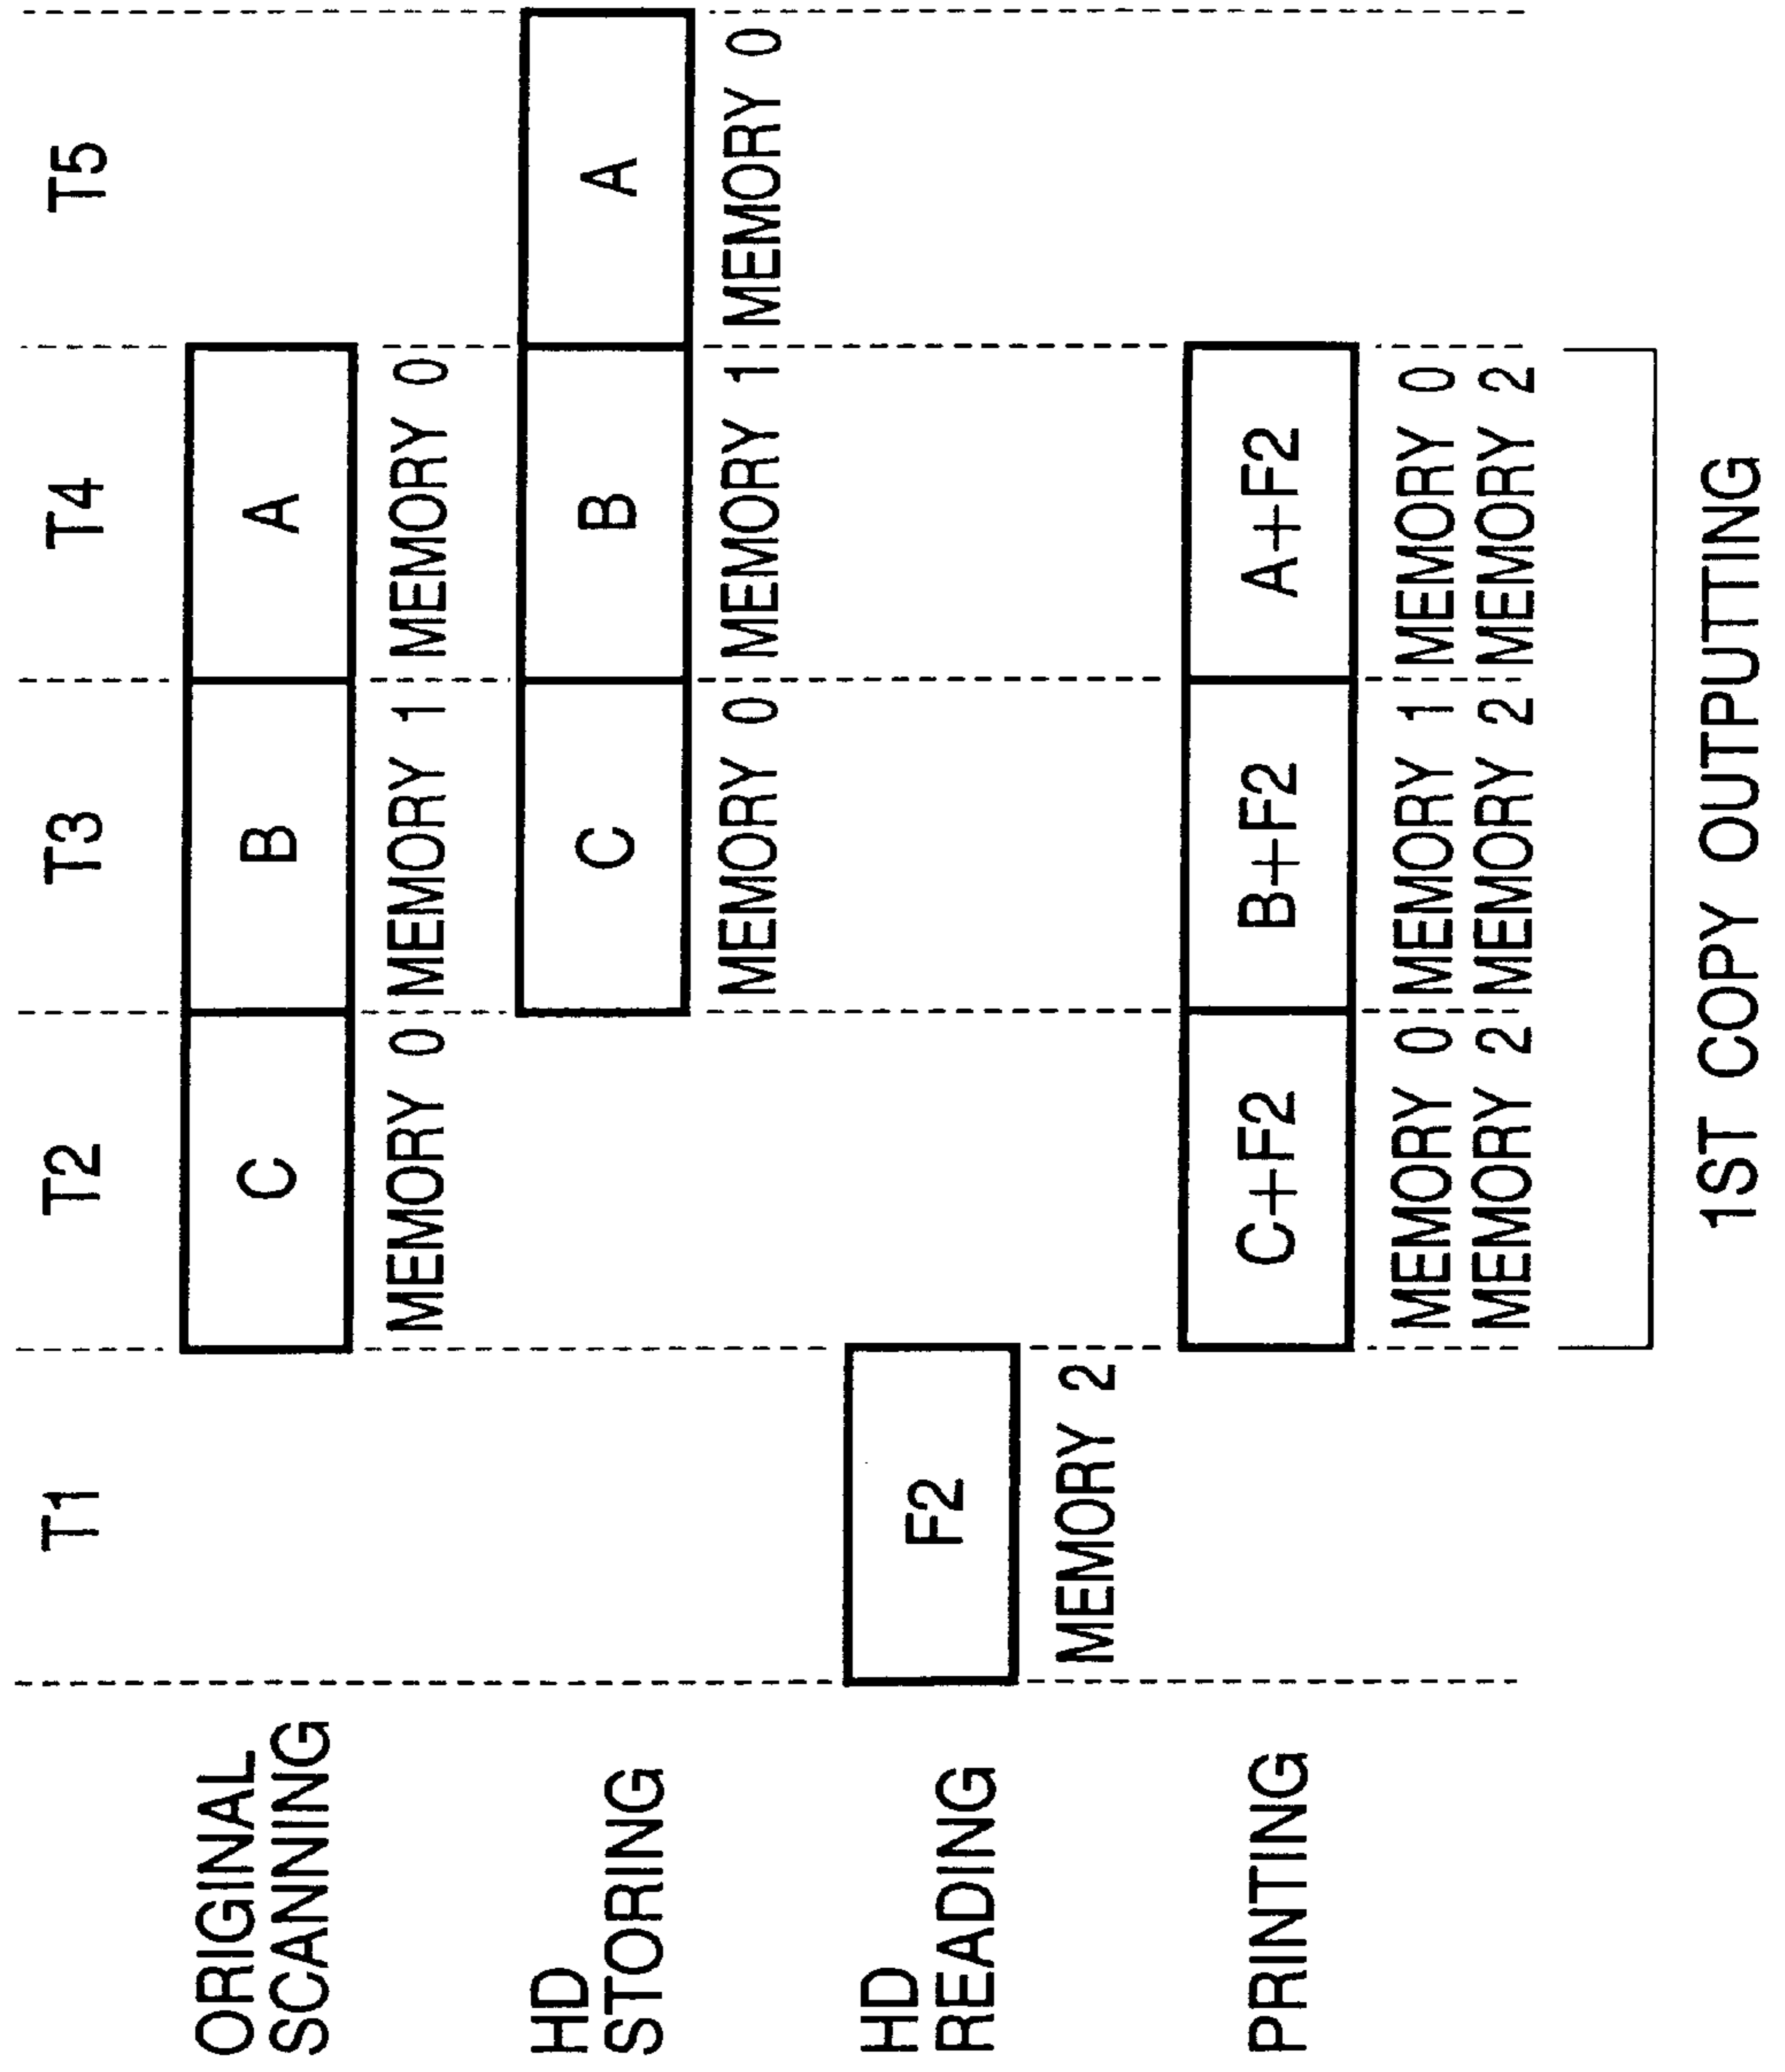 T1 T2 T3 T4 T5
ORIGINAL
SCANNING
C B A
MEMORY 0 MEMORY 1 MEMORY 0
HD
STORING
C B A
MEMORY 0 MEMORY 1 MEMORY 0
HD
READING
F2
MEMORY 2
PRINTING
C+F2 B+F2 A+F2
MEMORY 0 MEMORY 1 MEMORY 0
MEMORY 2 MEMORY 2 MEMORY 2
1ST COPY OUTPUTTING